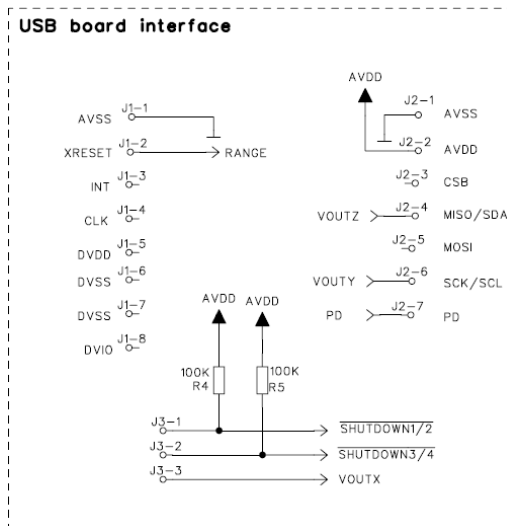 USB board interface
AVDD
J1-1
AVSS
J2-1
AVSS
J1-2
XRESET
RANGE
J2-2
AVDD
J1-3
INT
J2-3
CSB
J1-4
CLK
VOUTZ
J2-4
MISO/SDA
J1-5
DVDD
J2-5
MOSI
J1-6
DVSS
VOUTY
J2-6
SCK/SCL
J1-7
DVSS
AVDD AVDD
PD
J2-7
PD
J1-8
DVIO
100K
R4
100K
R5
J3-1
SHUTDOWN1/2
J3-2
SHUTDOWN3/4
J3-3
VOUTX